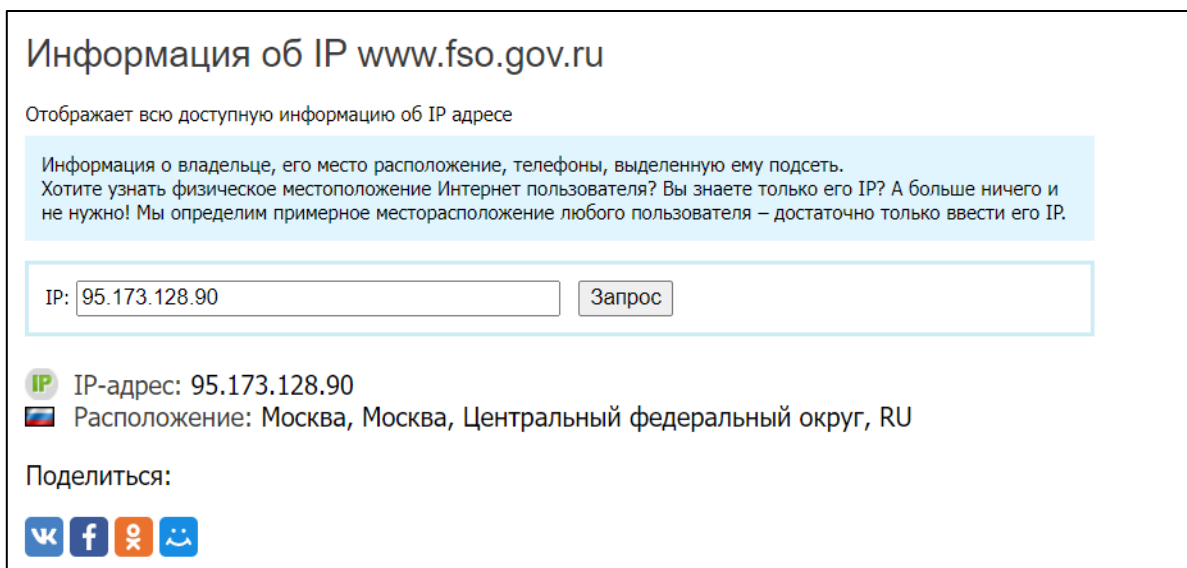 Информация об IP www.fso.gov.ru
Отображает всю доступную информацию об IP адресе
Информация о владельце, его место расположение, телефоны, выделенную ему подсеть.
Хотите узнать физическое местоположение Интернет пользователя? Вы знаете только его IP? А больше ничего и
не нужно! Мы определим примерное месторасположение любого пользователя – достаточно только ввести его IP.
IP: 95.173.128.90 Запрос
IP IP-адрес: 95.173.128.90
Расположение: Москва, Москва, Центральный федеральный округ, RU
Поделиться: